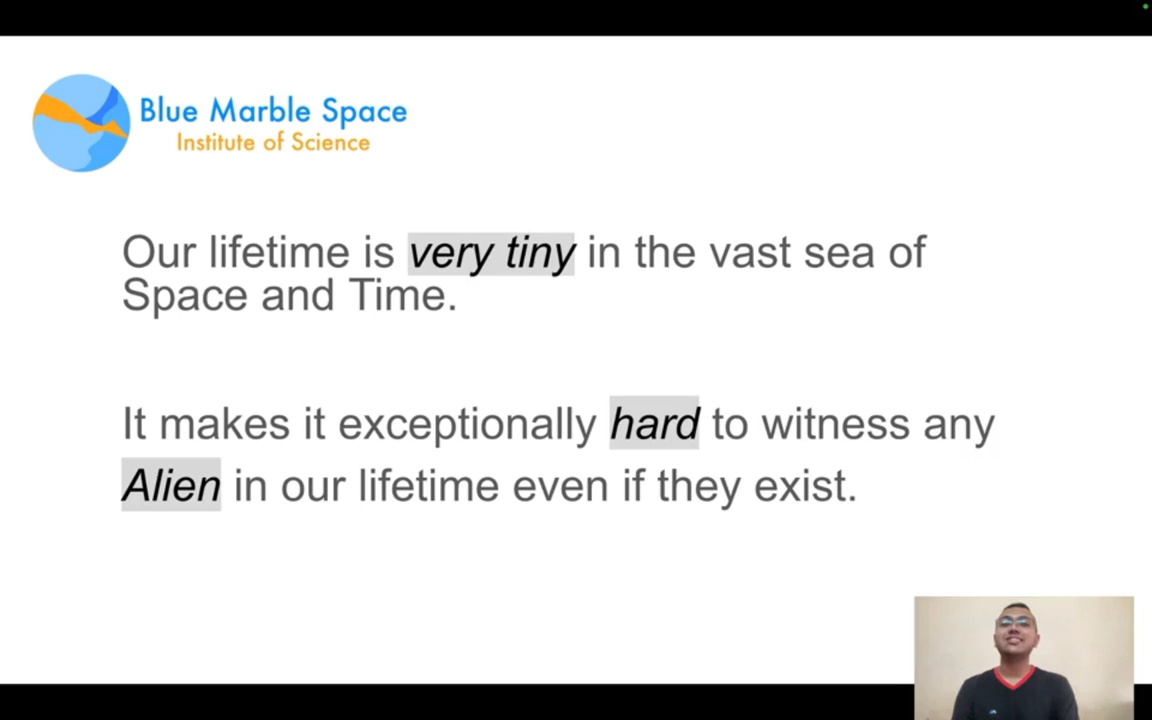 Blue Marble Space
Institute of Science
Our lifetime is very tiny in the vast sea of
Space and Time.
It makes it exceptionally hard to witness any
Alien in our lifetime even if they exist.